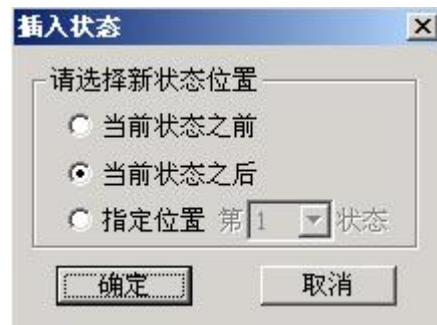 插入状态
请选择新状态位置
当前状态之前
当前状态之后
指定位置 第 1 状态
确定 取消